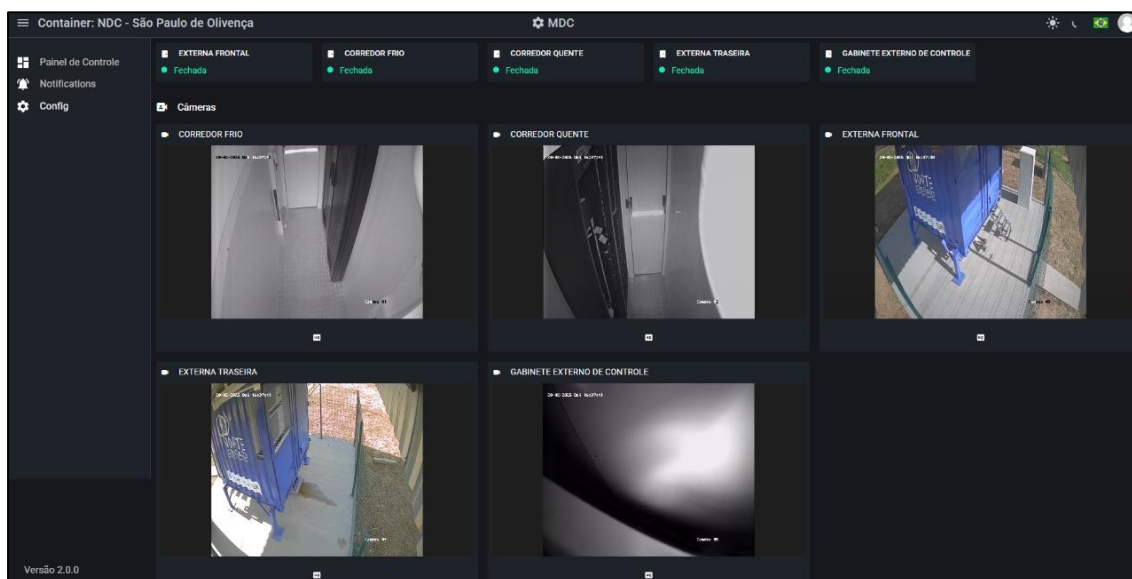 Container: NDC - São Paulo de Olivença
MDC
Painel de Controle
Notifications
Config
EXTERNA FRONTAL
Fechada
CORREDOR FRIO
Fechada
CORREDOR QUENTE
Fechada
EXTERNA TRASEIRA
Fechada
GABINETE EXTERNO DE CONTROLE
Fechada
Câmeras
CORREDOR FRIO
CORREDOR QUENTE
EXTERNA FRONTAL
EXTERNA TRASEIRA
GABINETE EXTERNO DE CONTROLE
Versão 2.0.0